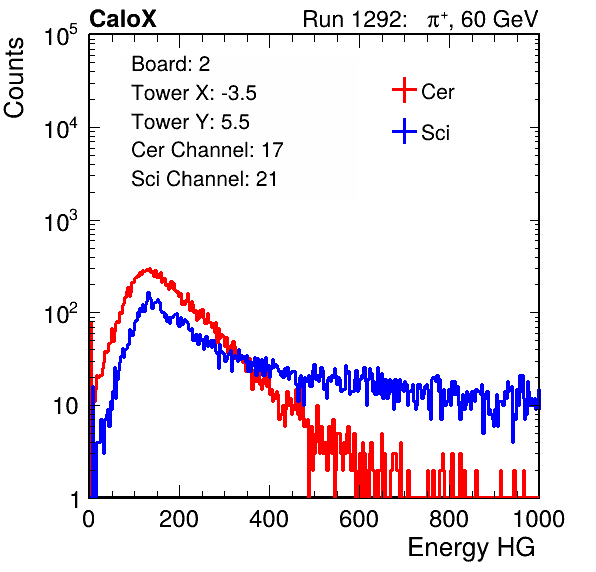 CaloX Run 1292: π⁺, 60 GeV
Counts
Board: 2
Tower X: -3.5
Tower Y: 5.5
Cer Channel: 17
Sci Channel: 21
Cer
Sci
10⁵
10⁴
10³
10²
10
1
0 200 400 600 800 1000
Energy HG